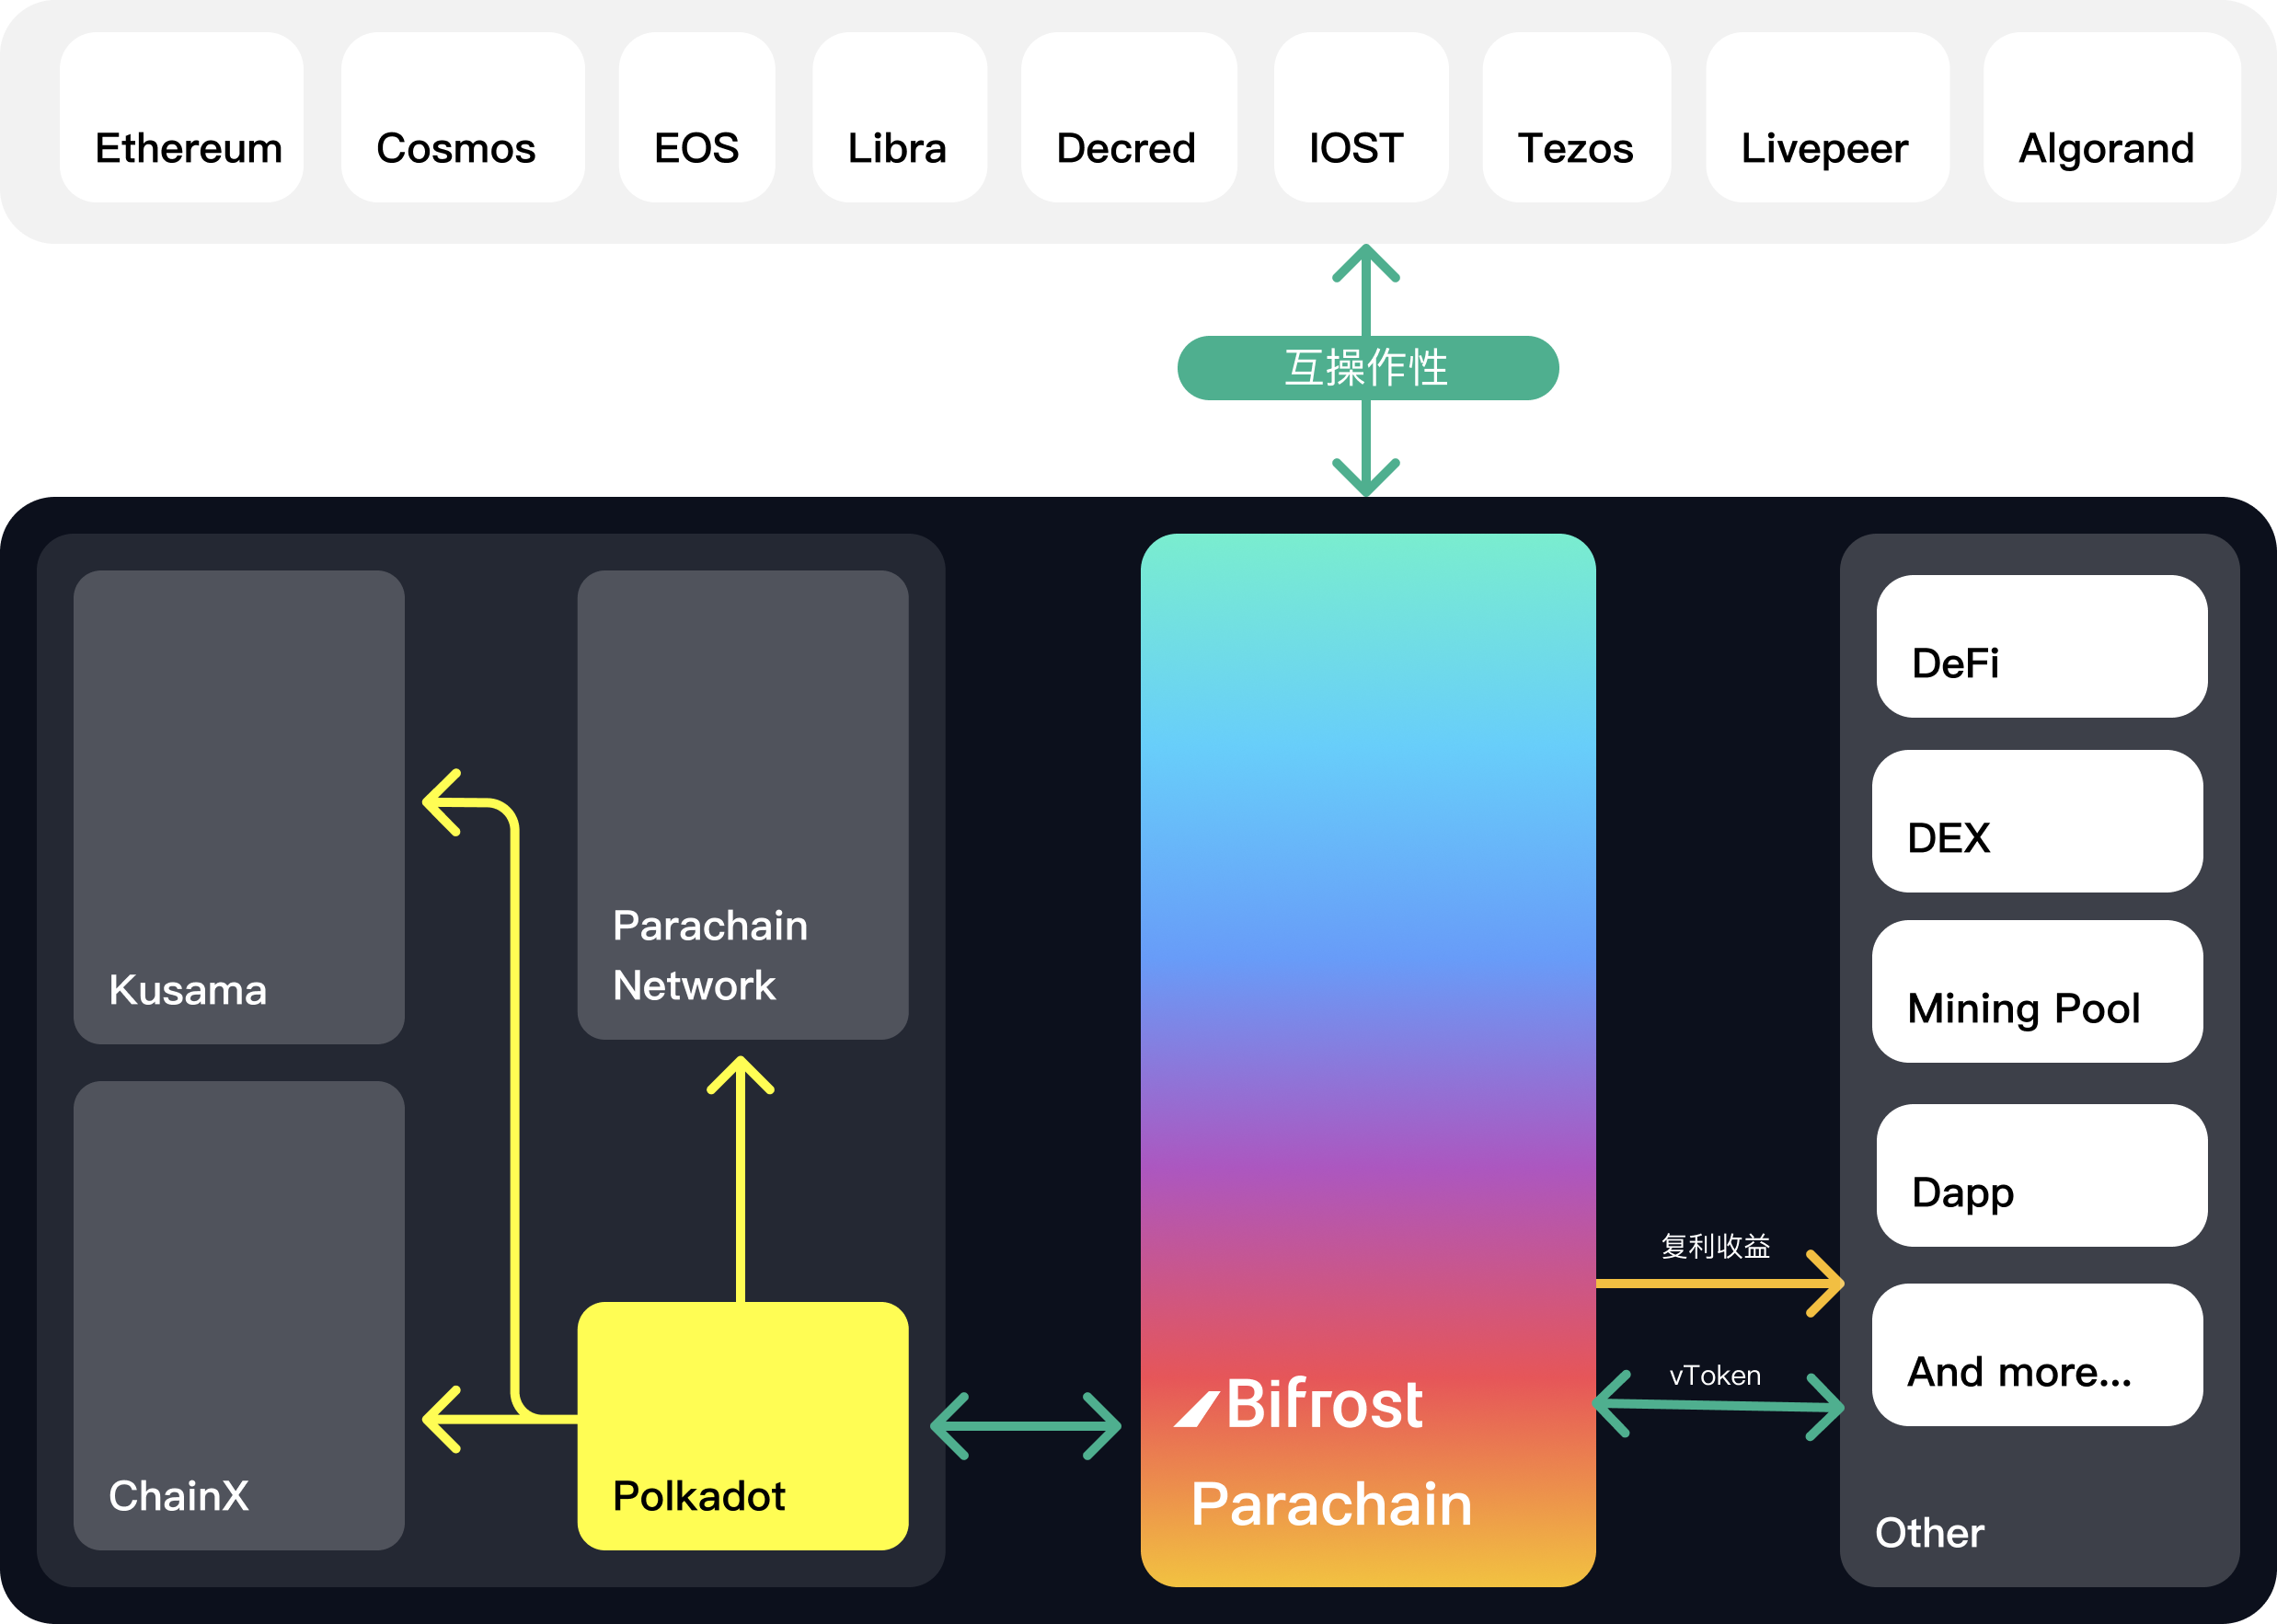 Ethereum
Cosmos
EOS
Libra
Decred
IOST
Tezos
Livepeer
Algorand
互操作性
Kusama
Parachain
Network
ChainX
Polkadot
Bifrost
Parachain
复利收益
vToken
DeFi
DEX
Mining Pool
Dapp
And more...
Other